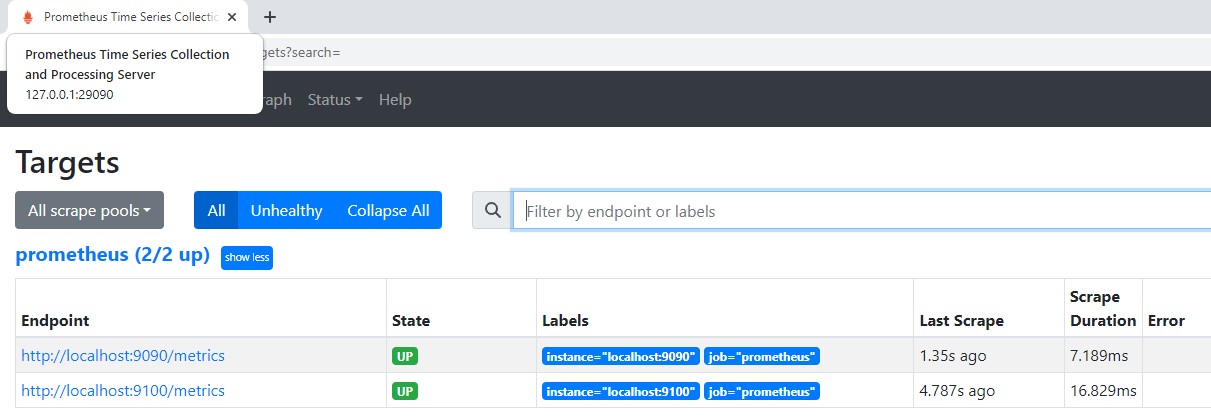 Prometheus Time Series Collectic
Prometheus Time Series Collection
and Processing Server
127.0.0.1:29090
gets?search=
raph Status Help
Targets
All scrape pools All Unhealthy Collapse All Filter by endpoint or labels
prometheus (2/2 up) show less
Endpoint State Labels Last Scrape Scrape Duration Error
http://localhost:9090/metrics UP instance="localhost:9090" job="prometheus" 1.35s ago 7.189ms
http://localhost:9100/metrics UP instance="localhost:9100" job="prometheus" 4.787s ago 16.829ms